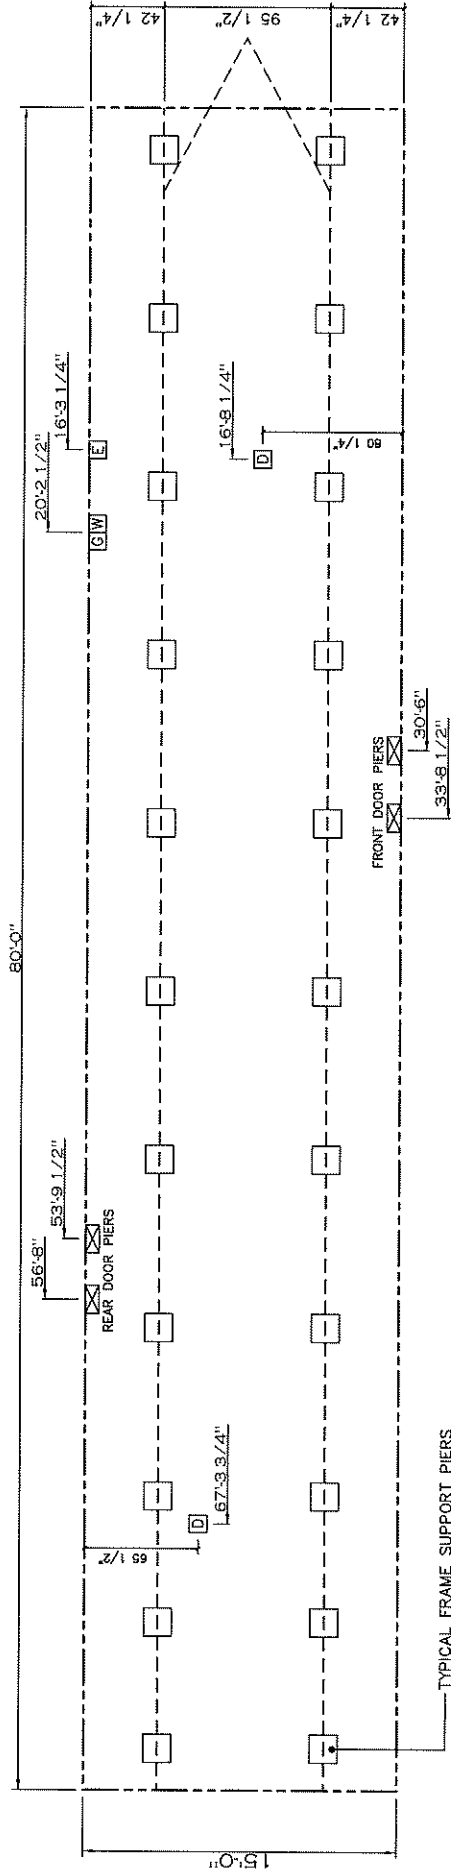 80'-0"
42 1/4"
95 1/2"
42 1/4"
20'-2 1/2"
16'-3 1/4"
G W
E
16'-8 1/4"
D
60 1/4"
30'-6"
33'-8 1/2"
FRONT DOOR PIERS
53'-9 1/2"
56'-8"
REAR DOOR PIERS
67'-3 3/4"
D
65 1/2"
TYPICAL FRAME SUPPORT PIERS
15'-0"